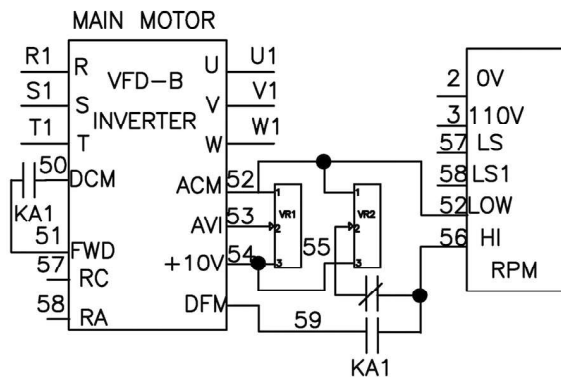 MAIN MOTOR
R1 R VFD-B U U1
S1 S INVERTER V V1
T1 T W W1
50 DCM ACM 52
KA1
51 FWD AVI 53
57 RC +10V 54
58 RA DFM
1
VR1 2
3
55
1
VR2
2
3
59
KA1
2 0V
3 110V
57 LS
58 LS1
52 LOW
56 HI
RPM